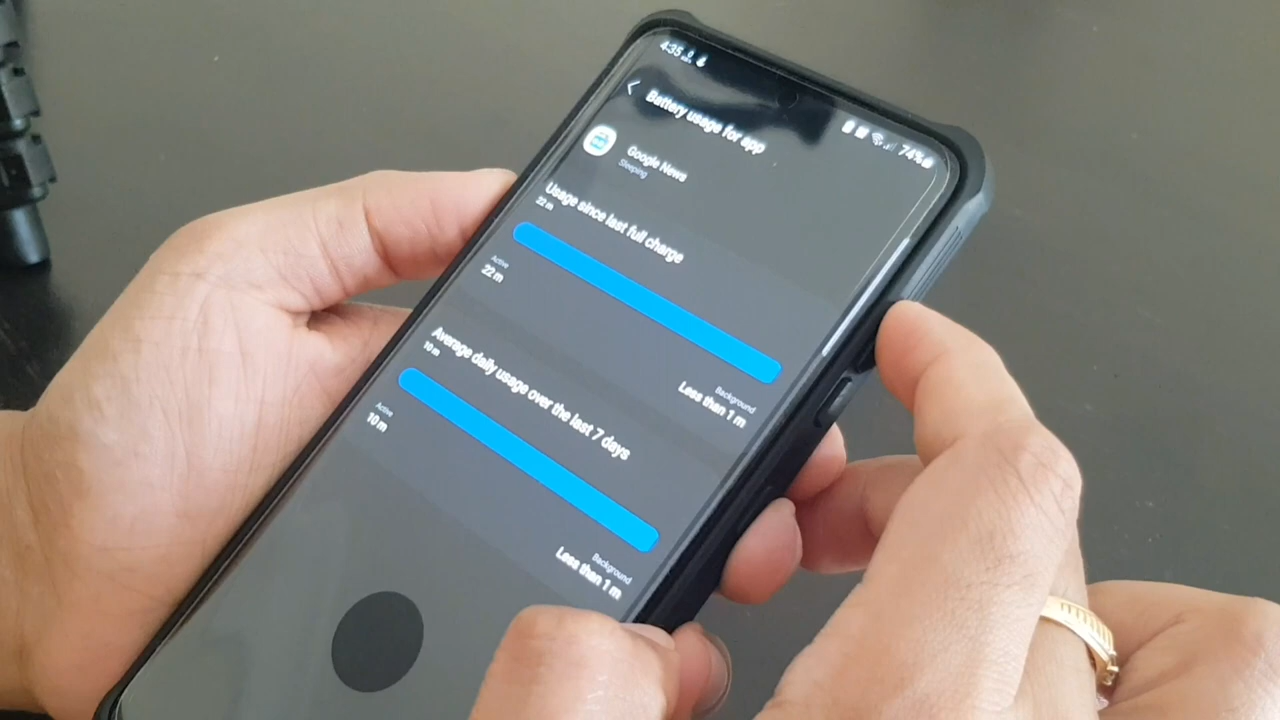 4:35
74%
Battery usage for app
Google News
Sleeping
Usage since last full charge
22 m
Active
22 m
Background
Less than 1 m
Average daily usage over the last 7 days
10 m
Active
10 m
Background
Less than 1 m